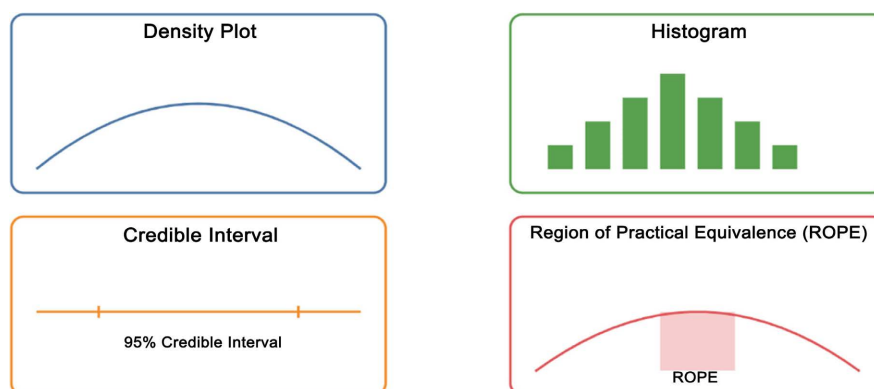 Density Plot
Histogram
Credible Interval
95% Credible Interval
Region of Practical Equivalence (ROPE)
ROPE